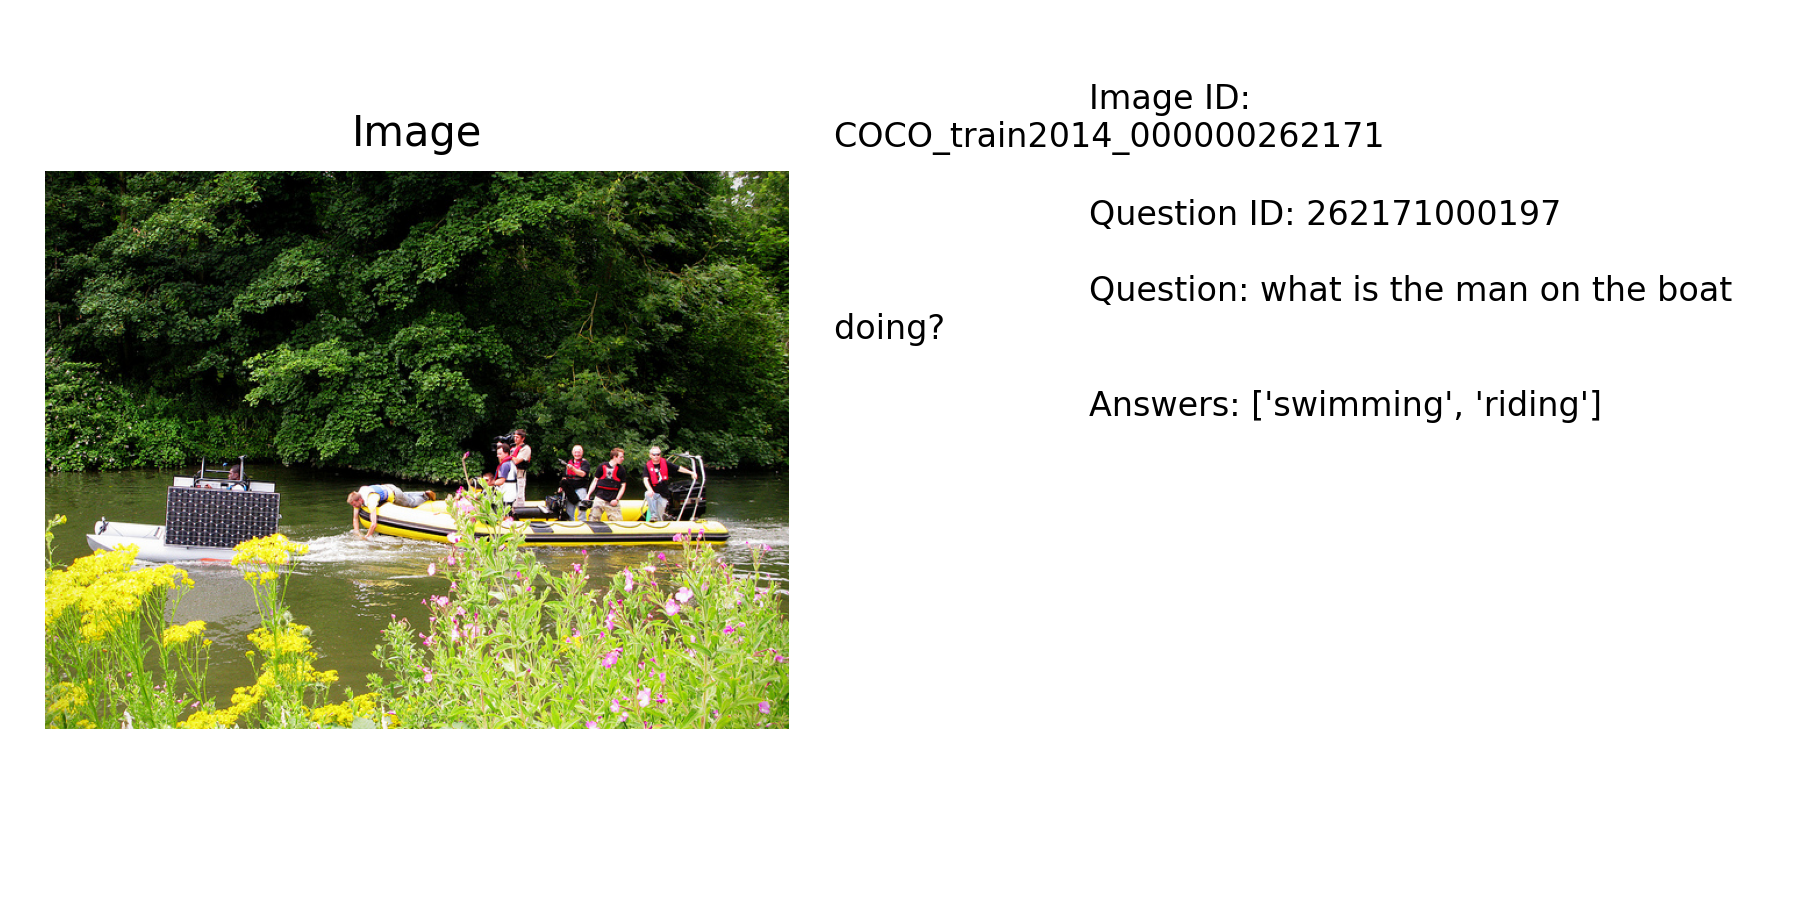 Image
Image ID:
COCO_train2014_000000262171
Question ID: 262171000197
Question: what is the man on the boat
doing?
Answers: ['swimming', 'riding']